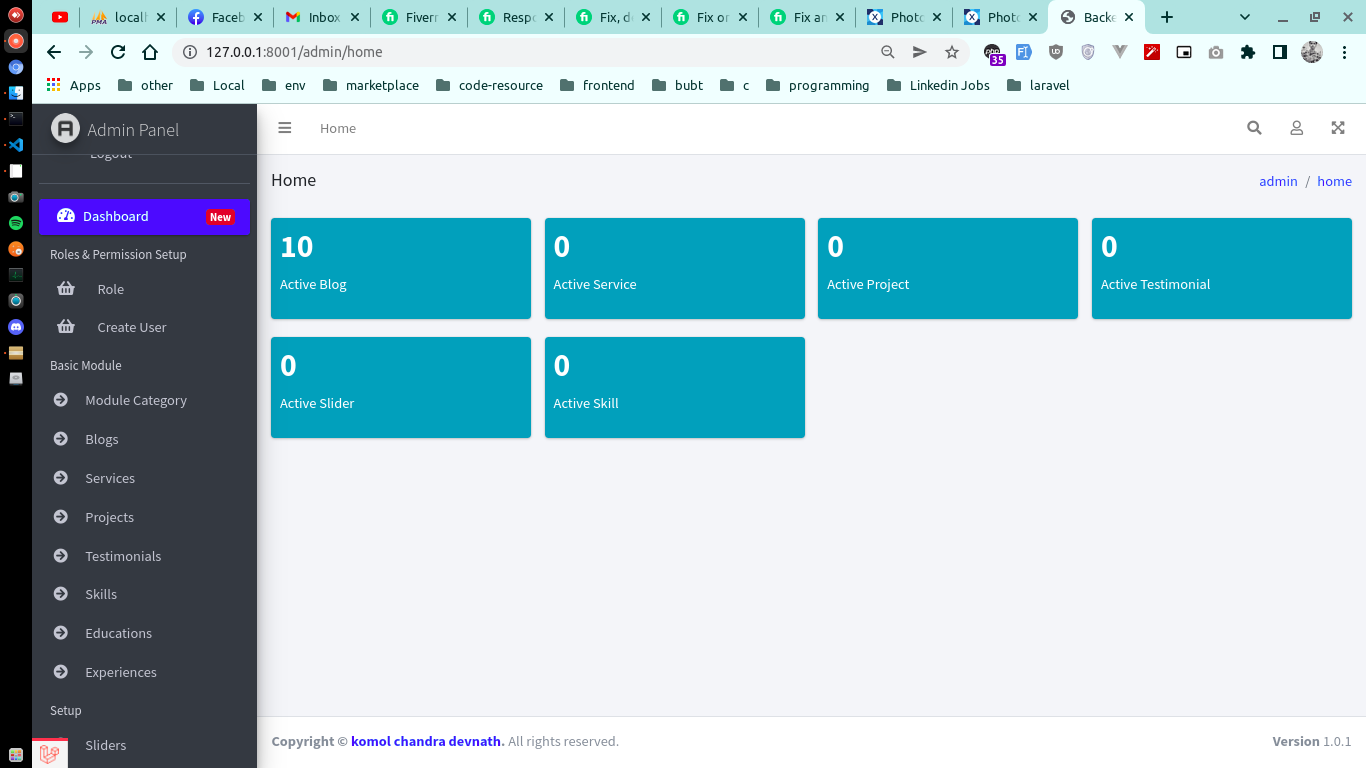 localh
Faceb
Inbox
Fiverr
Respo
Fix, de
Fix or
Fix an
Photo
Photo
Backe
127.0.0.1:8001/admin/home
35
Apps
other
Local
env
marketplace
code-resource
frontend
bubt
c
programming
Linkedin Jobs
laravel
Admin Panel
Logout
Dashboard New
Roles & Permission Setup
Role
Create User
Basic Module
Module Category
Blogs
Services
Projects
Testimonials
Skills
Educations
Experiences
Setup
Sliders
Home
Home
admin / home
10
Active Blog
0
Active Service
0
Active Project
0
Active Testimonial
0
Active Slider
0
Active Skill
Copyright © komol chandra devnath. All rights reserved.
Version 1.0.1